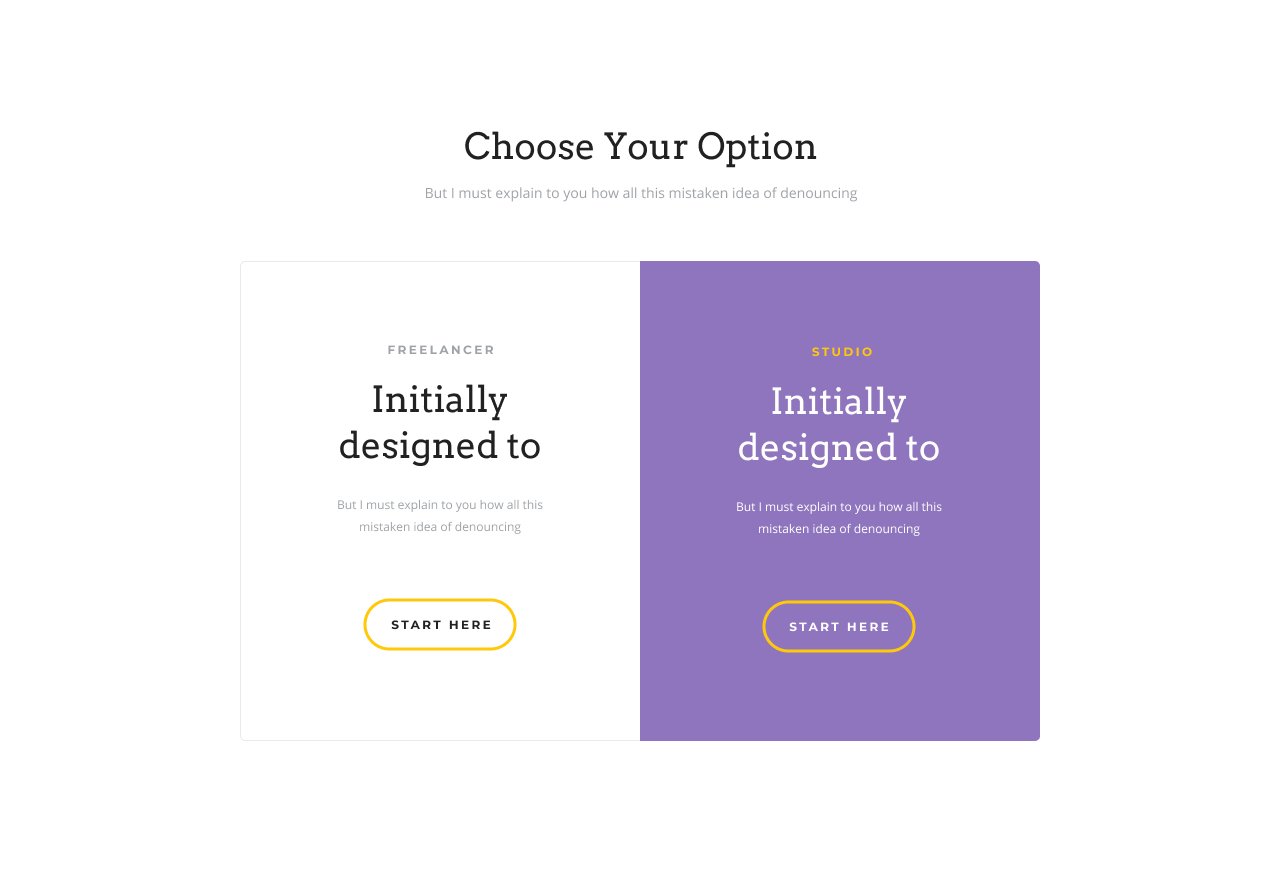 Choose Your Option
But I must explain to you how all this mistaken idea of denouncing
FREELANCER
Initially
designed to
But I must explain to you how all this
mistaken idea of denouncing
START HERE
STUDIO
Initially
designed to
But I must explain to you how all this
mistaken idea of denouncing
START HERE